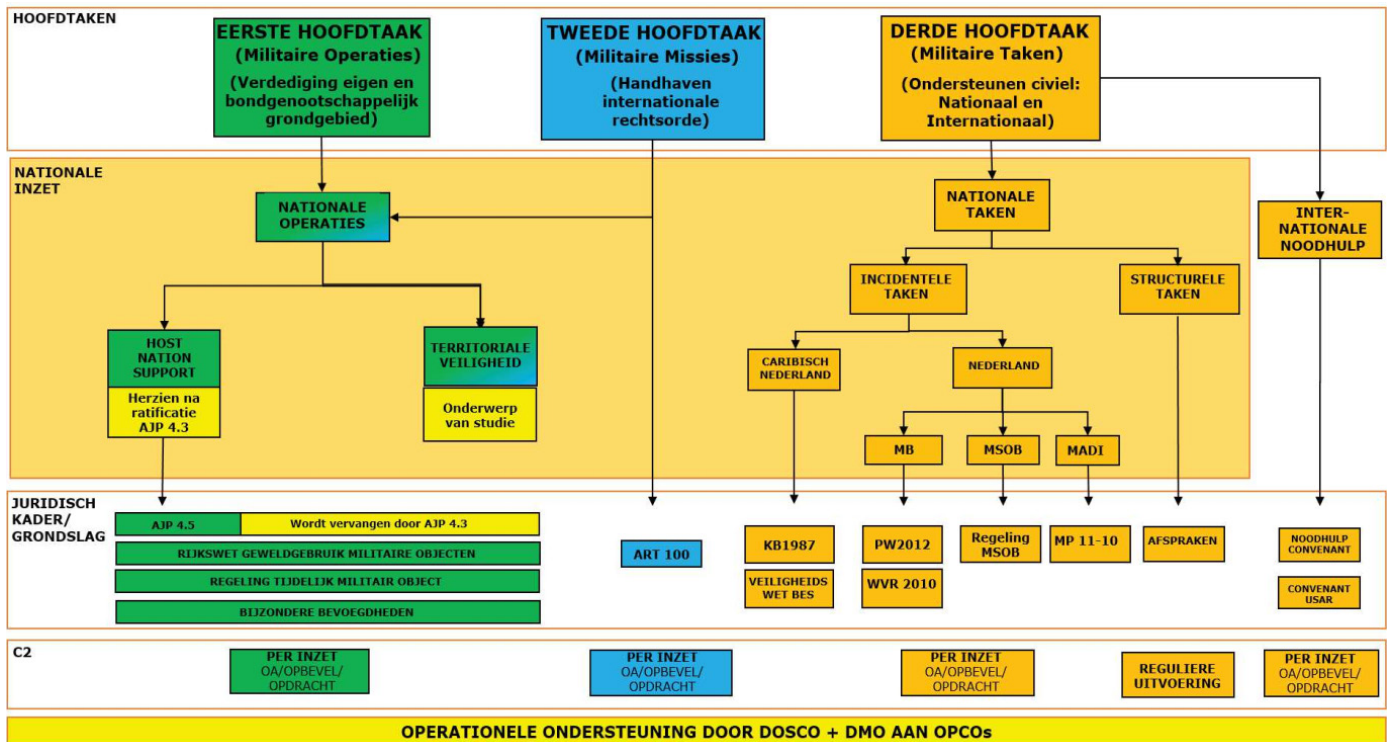 HOOFDTAKEN
EERSTE HOOFDTAAK
(Militaire Operaties)
(Verdediging eigen en
bondgenootschappelijk
grondgebied)
TWEEDE HOOFDTAAK
(Militaire Missies)
(Handhaven
internationale
rechtsorde)
DERDE HOOFDTAAK
(Militaire Taken)
(Ondersteunen civiel:
Nationaal en
Internationaal)
NATIONALE
INZET
NATIONALE
OPERATIES
NATIONALE
TAKEN
INTER-
NATIONALE
NOODHULP
INCIDENTELE
TAKEN
STRUCTURELE
TAKEN
HOST
NATION
SUPPORT
Herzien na
ratificatie
AJP 4.3
TERRITORIALE
VEILIGHEID
Onderwerp
van studie
CARIBISCH
NEDERLAND
NEDERLAND
MB
MSOB
MADI
JURIDISCH
KADER/
GRONDSLAG
AJP 4.5
Wordt vervangen door AJP 4.3
RIJKSWET GEWELDGEBRUIK MILITAIRE OBJECTEN
REGELING TIJDELIJK MILITAIR OBJECT
BIJZONDERE BEVOEGDHEDEN
ART 100
KB1987
VEILIGHEIDS
WET BES
PW2012
WVR 2010
Regeling
MSOB
MP 11-10
AFSPRAKEN
NOODHULP
CONVENANT
CONVENANT
USAR
C2
PER INZET
OA/OPBEVEL/
OPDRACHT
PER INZET
OA/OPBEVEL/
OPDRACHT
PER INZET
OA/OPBEVEL/
OPDRACHT
REGULIERE
UITVOERING
PER INZET
OA/OPBEVEL/
OPDRACHT
OPERATIONELE ONDERSTEUNING DOOR DOSCO + DMO AAN OPCOs